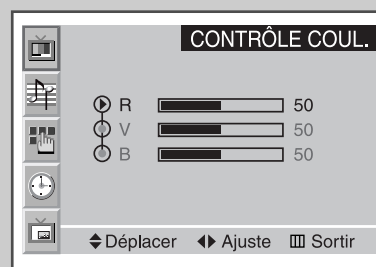 CONTRÔLE COUL.
R 50
V 50
B 50
Déplacer Ajuste Sortir